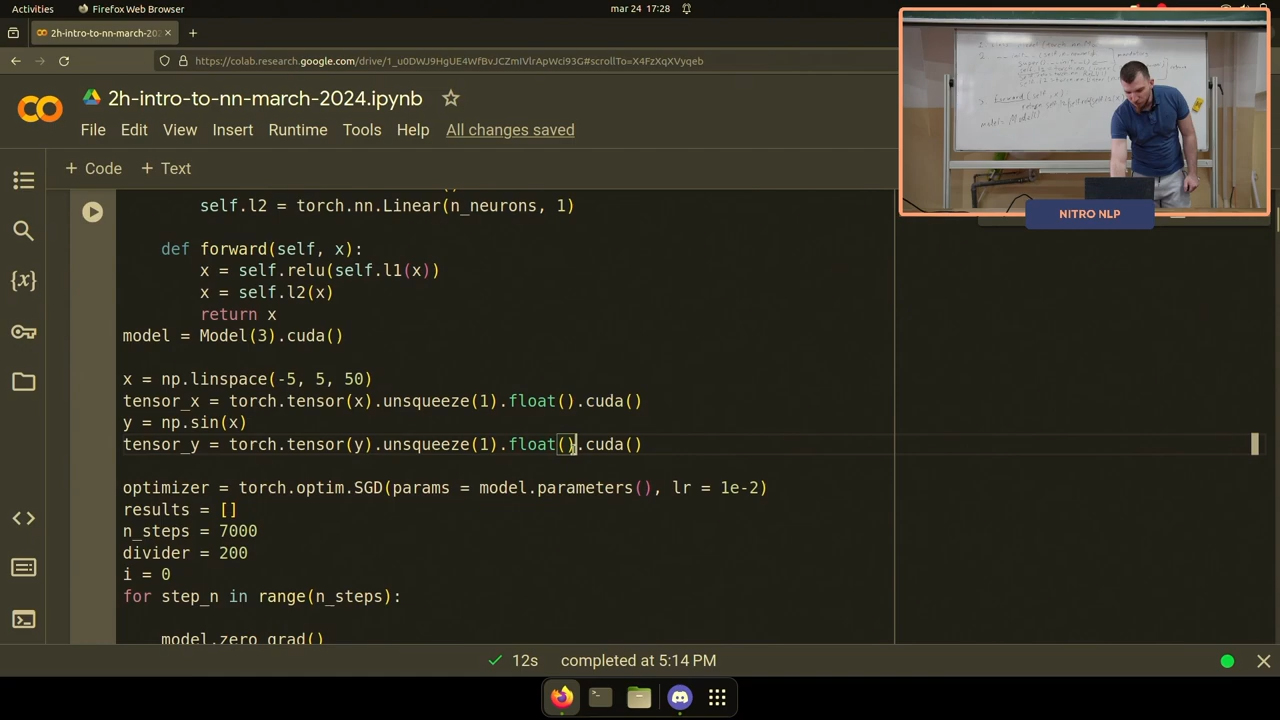 Activities
Firefox Web Browser
mar 24 17:28
2h-intro-to-nn-march-202
https://colab.research.google.com/drive/1_u0DWJ9HgUE4WfBvJCZmIVlrApWci93G#scrollTo=X4FzXqXVyqeb
2h-intro-to-nn-march-2024.ipynb
File Edit View Insert Runtime Tools Help All changes saved
+ Code + Text
self.l2 = torch.nn.Linear(n_neurons, 1)
def forward(self, x):
x = self.relu(self.l1(x))
x = self.l2(x)
return x
model = Model(3).cuda()
x = np.linspace(-5, 5, 50)
tensor_x = torch.tensor(x).unsqueeze(1).float().cuda()
y = np.sin(x)
tensor_y = torch.tensor(y).unsqueeze(1).float().cuda()
optimizer = torch.optim.SGD(params = model.parameters(), lr = 1e-2)
results = []
n_steps = 7000
divider = 200
i = 0
for step_n in range(n_steps):
model.zero_grad()
12s completed at 5:14 PM
NITRO NLP